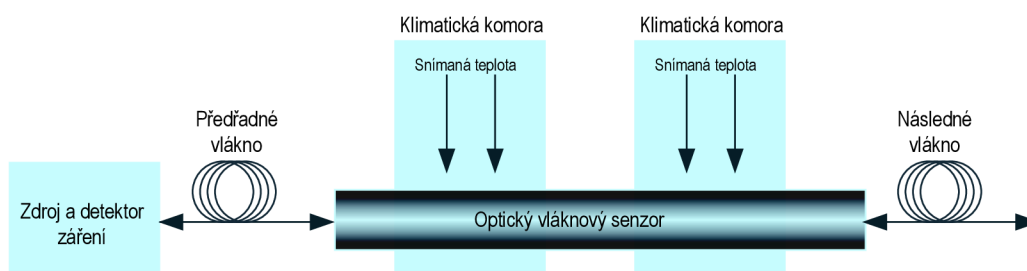 Klimatická komora
Klimatická komora
Snímaná teplota
Snímaná teplota
Předřadné
vlákno
Následné
vlákno
Zdroj a detektor
záření
Optický vláknový senzor